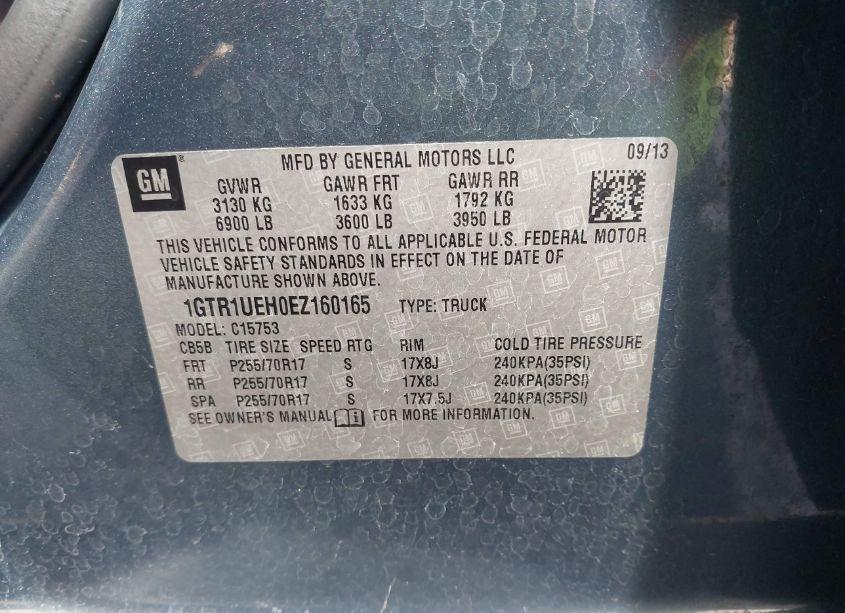 GM ® MFD BY GENERAL MOTORS LLC 09/13
GVWR GAWR FRT GAWR RR
3130 KG 1633 KG 1792 KG
6900 LB 3600 LB 3950 LB
THIS VEHICLE CONFORMS TO ALL APPLICABLE U.S. FEDERAL MOTOR
VEHICLE SAFETY STANDARDS IN EFFECT ON THE DATE OF
MANUFACTURE SHOWN ABOVE.
1GTR1UEH0EZ160165 TYPE: TRUCK
MODEL: C15753
CB5B TIRE SIZE SPEED RTG RIM COLD TIRE PRESSURE
FRT P255/70R17 S 17X8J 240KPA(35PSI)
RR P255/70R17 S 17X8J 240KPA(35PSI)
SPA P255/70R17 S 17X7.5J 240KPA(35PSI)
SEE OWNER'S MANUAL FOR MORE INFORMATION.